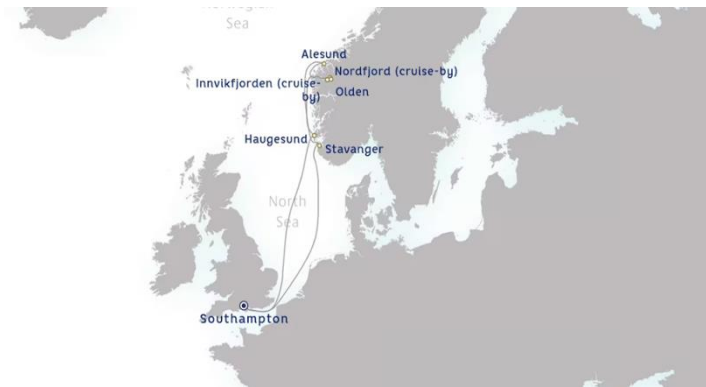 Sea
Alesund
Nordfjord (cruise-by)
Innvikfjorden (cruise-
by)
Olden
Haugesund
Stavanger
North
Sea
Southampton